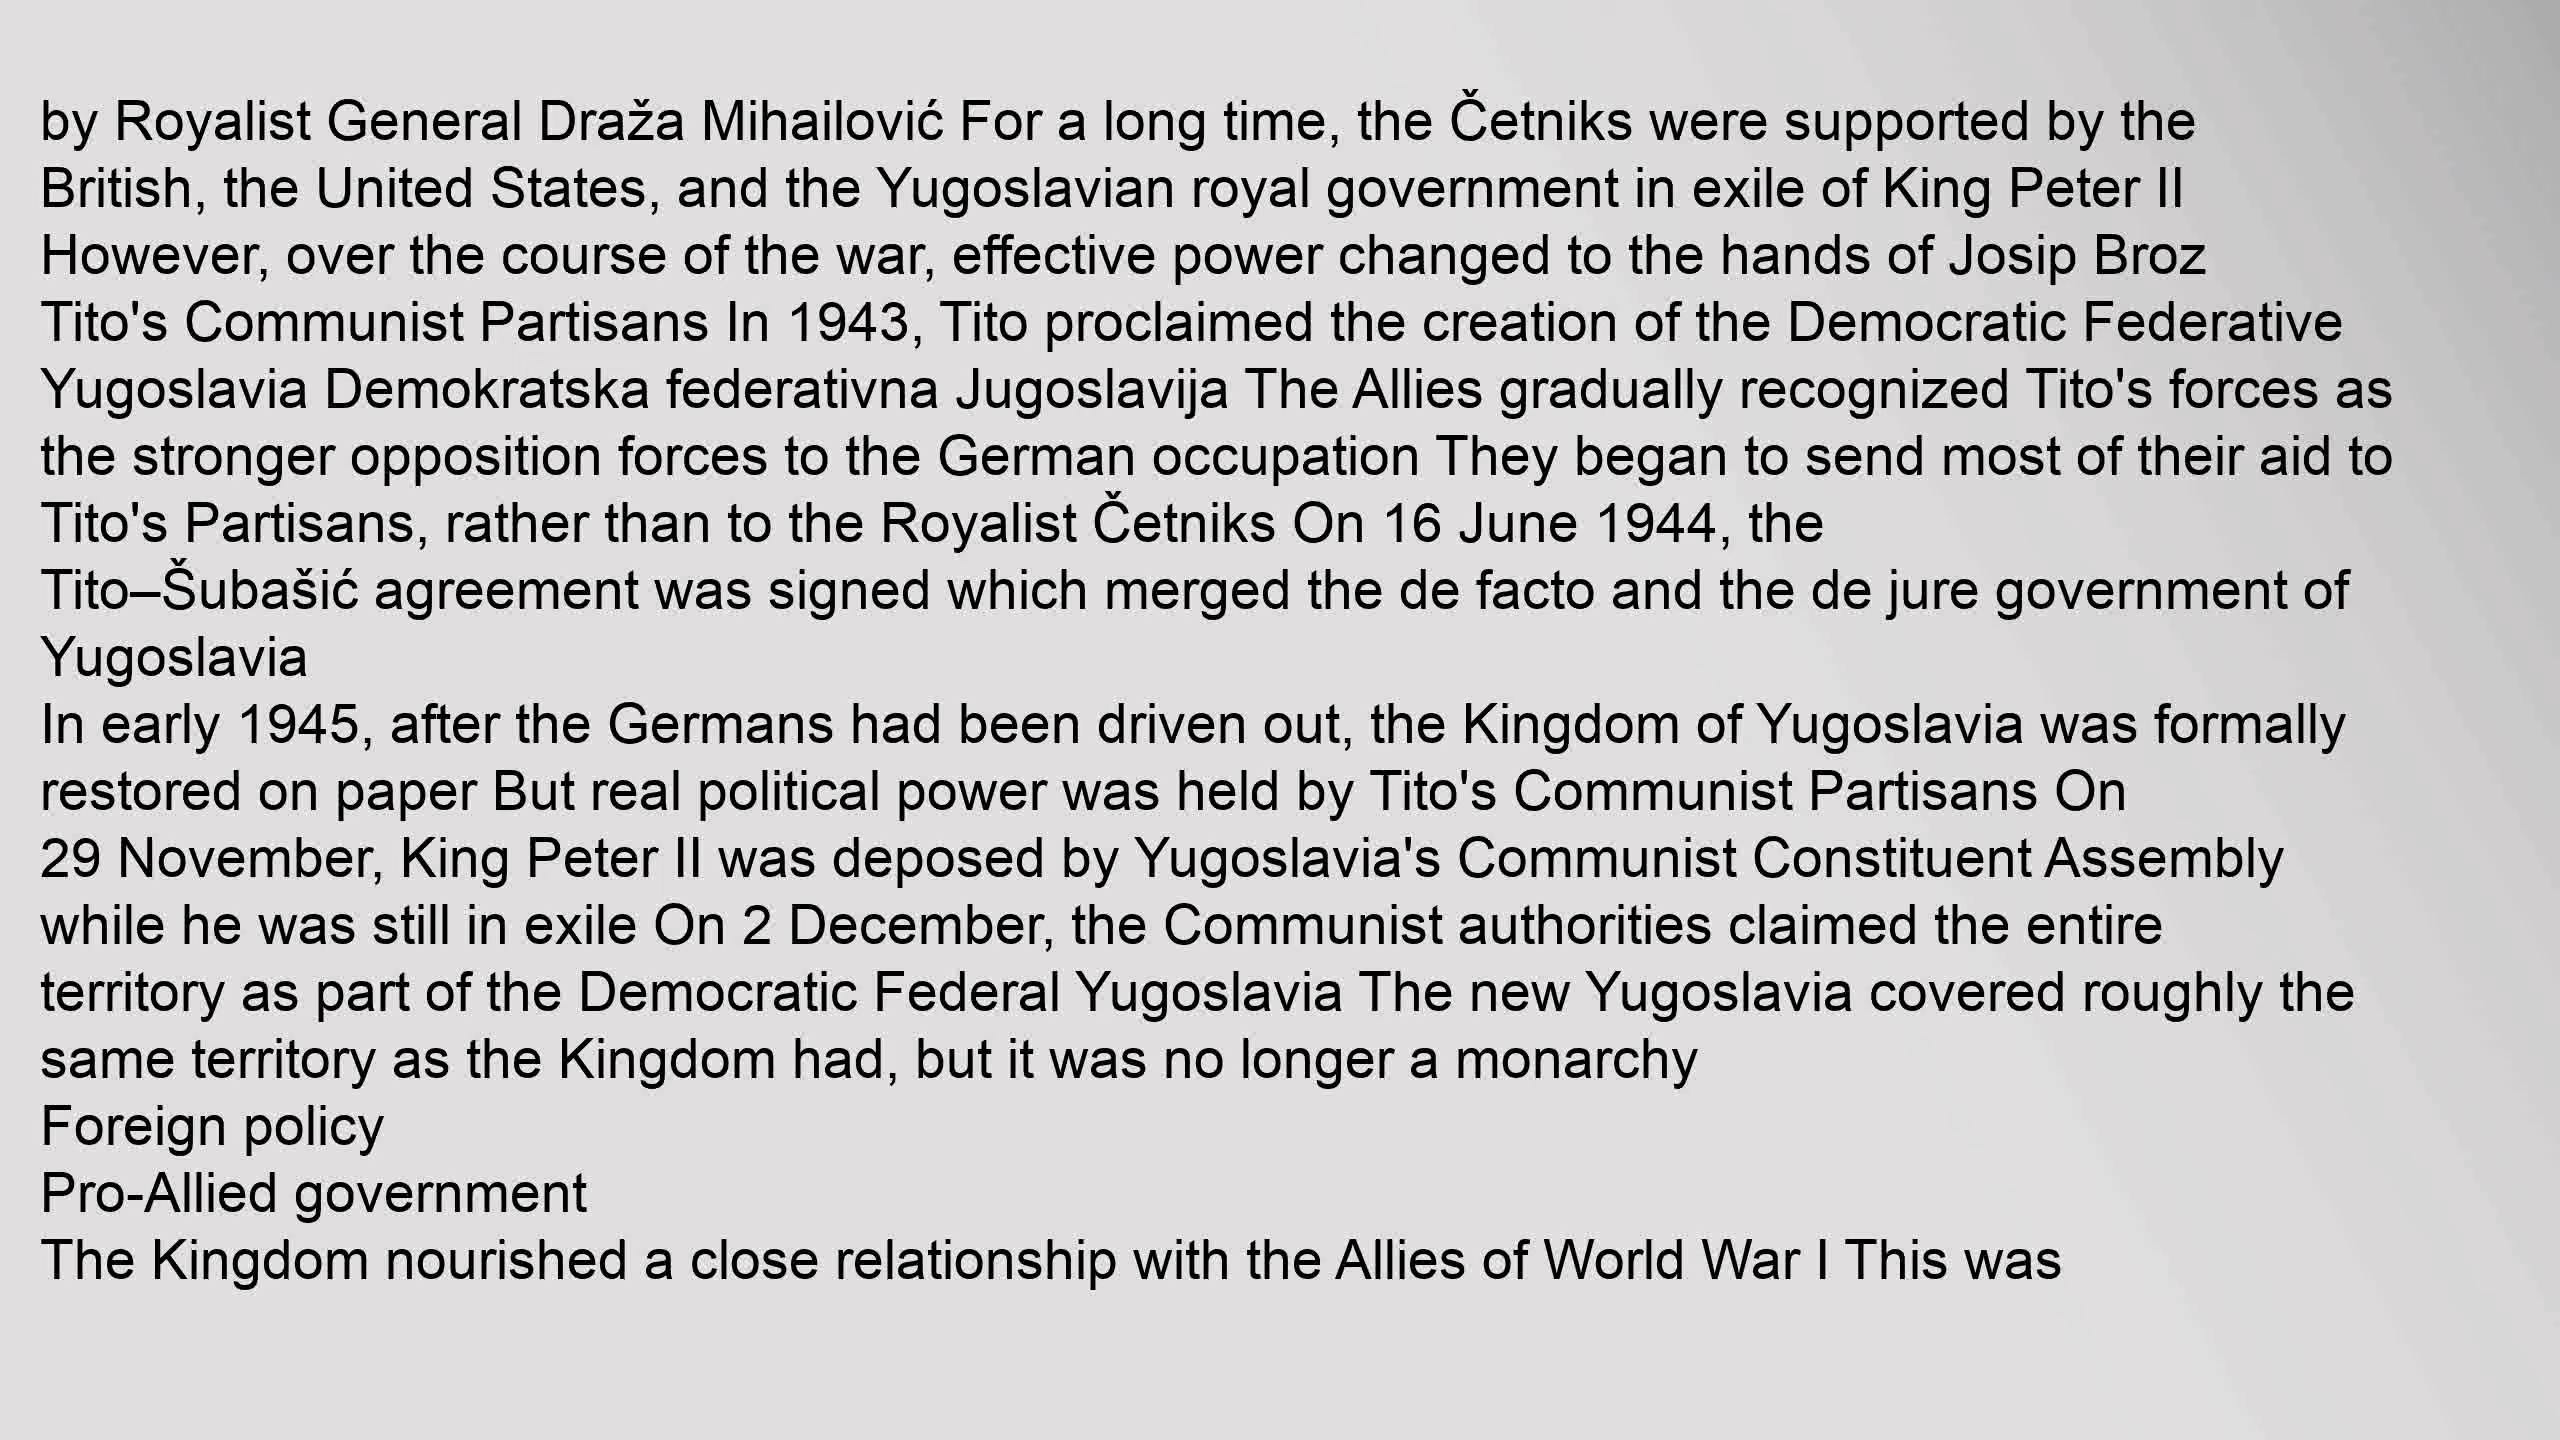 by Royalist General Draža Mihailović For a long time, the Četniks were supported by the
British, the United States, and the Yugoslavian royal government in exile of King Peter II
However, over the course of the war, effective power changed to the hands of Josip Broz
Tito's Communist Partisans In 1943, Tito proclaimed the creation of the Democratic Federative
Yugoslavia Demokratska federativna Jugoslavija The Allies gradually recognized Tito's forces as
the stronger opposition forces to the German occupation They began to send most of their aid to
Tito's Partisans, rather than to the Royalist Četniks On 16 June 1944, the
Tito–Šubašić agreement was signed which merged the de facto and the de jure government of
Yugoslavia
In early 1945, after the Germans had been driven out, the Kingdom of Yugoslavia was formally
restored on paper But real political power was held by Tito's Communist Partisans On
29 November, King Peter II was deposed by Yugoslavia's Communist Constituent Assembly
while he was still in exile On 2 December, the Communist authorities claimed the entire
territory as part of the Democratic Federal Yugoslavia The new Yugoslavia covered roughly the
same territory as the Kingdom had, but it was no longer a monarchy
Foreign policy
Pro-Allied government
The Kingdom nourished a close relationship with the Allies of World War I This was